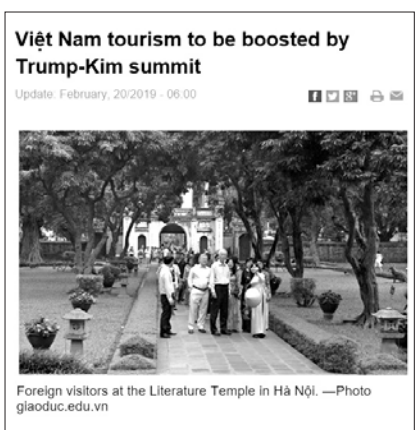 Việt Nam tourism to be boosted by
Trump-Kim summit
Update: February, 20/2019 - 06:00
Foreign visitors at the Literature Temple in Hà Nội. —Photo
giaoduc.edu.vn